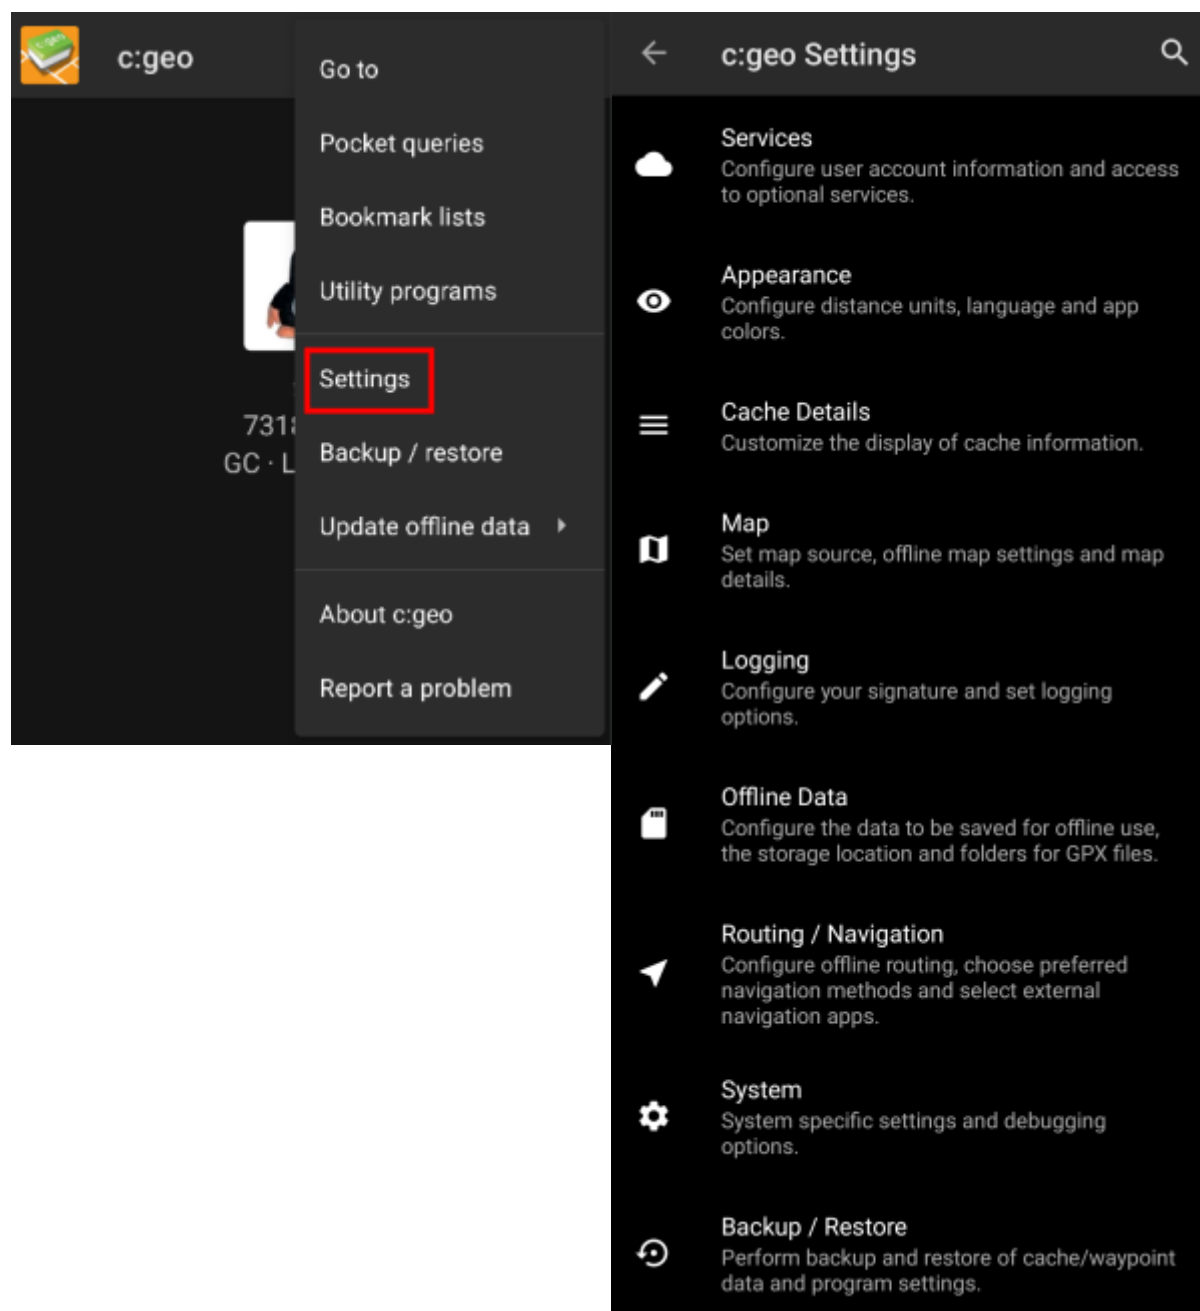 c:geo
Go to
Pocket queries
Bookmark lists
Utility programs
Settings
7318
GC · L
Backup / restore
Update offline data
About c:geo
Report a problem
c:geo Settings
Services
Configure user account information and access
to optional services.
Appearance
Configure distance units, language and app
colors.
Cache Details
Customize the display of cache information.
Map
Set map source, offline map settings and map
details.
Logging
Configure your signature and set logging
options.
Offline Data
Configure the data to be saved for offline use,
the storage location and folders for GPX files.
Routing / Navigation
Configure offline routing, choose preferred
navigation methods and select external
navigation apps.
System
System specific settings and debugging
options.
Backup / Restore
Perform backup and restore of cache/waypoint
data and program settings.